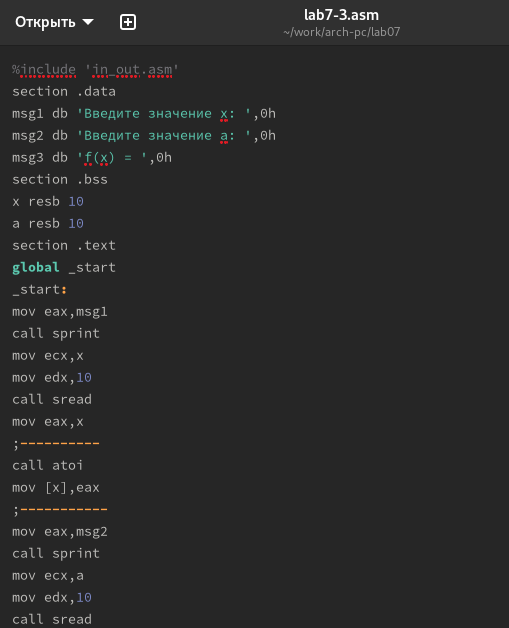 Открыть
lab7-3.asm
~/work/arch-pc/lab07
%include 'in_out.asm'
section .data
msg1 db 'Введите значение x: ',0h
msg2 db 'Введите значение a: ',0h
msg3 db 'f(x) = ',0h
section .bss
x resb 10
a resb 10
section .text
global _start
_start:
mov eax,msg1
call sprint
mov ecx,x
mov edx,10
call sread
mov eax,x
;----------
call atoi
mov [x],eax
;-----------
mov eax,msg2
call sprint
mov ecx,a
mov edx,10
call sread